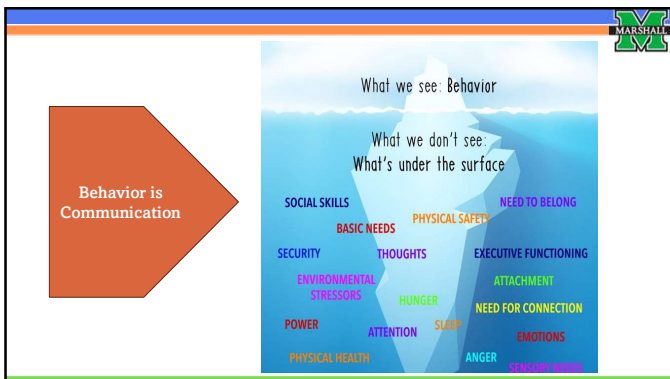 MARSHALL
Behavior is
Communication
What we see: Behavior
What we don't see:
What's under the surface
SOCIAL SKILLS
NEED TO BELONG
PHYSICAL SAFETY
BASIC NEEDS
SECURITY
THOUGHTS
EXECUTIVE FUNCTIONING
ENVIRONMENTAL
STRESSORS
ATTACHMENT
HUNGER
NEED FOR CONNECTION
POWER
ATTENTION
SLEEP
EMOTIONS
PHYSICAL HEALTH
ANGER
SENSORY NEEDS